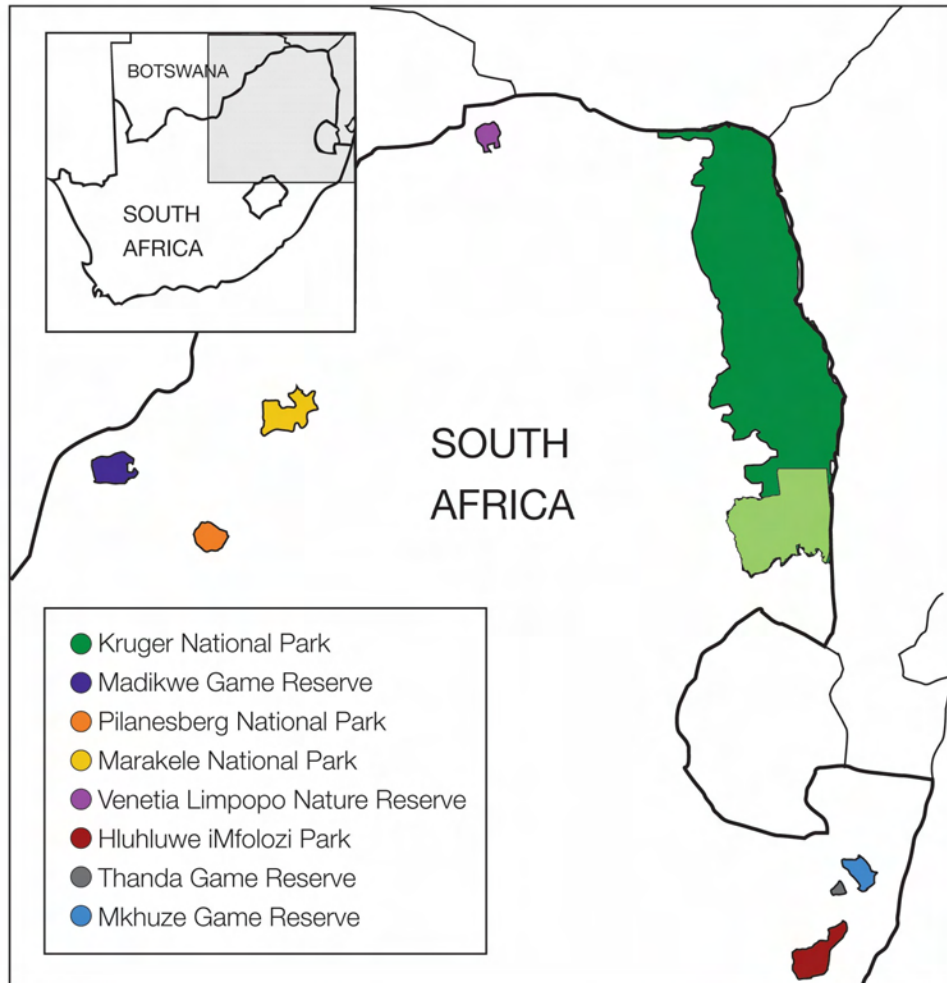 BOTSWANA
SOUTH
AFRICA
SOUTH
AFRICA
Kruger National Park
Madikwe Game Reserve
Pilanesberg National Park
Marakele National Park
Venetia Limpopo Nature Reserve
Hluhluwe iMfolozi Park
Thanda Game Reserve
Mkhuze Game Reserve